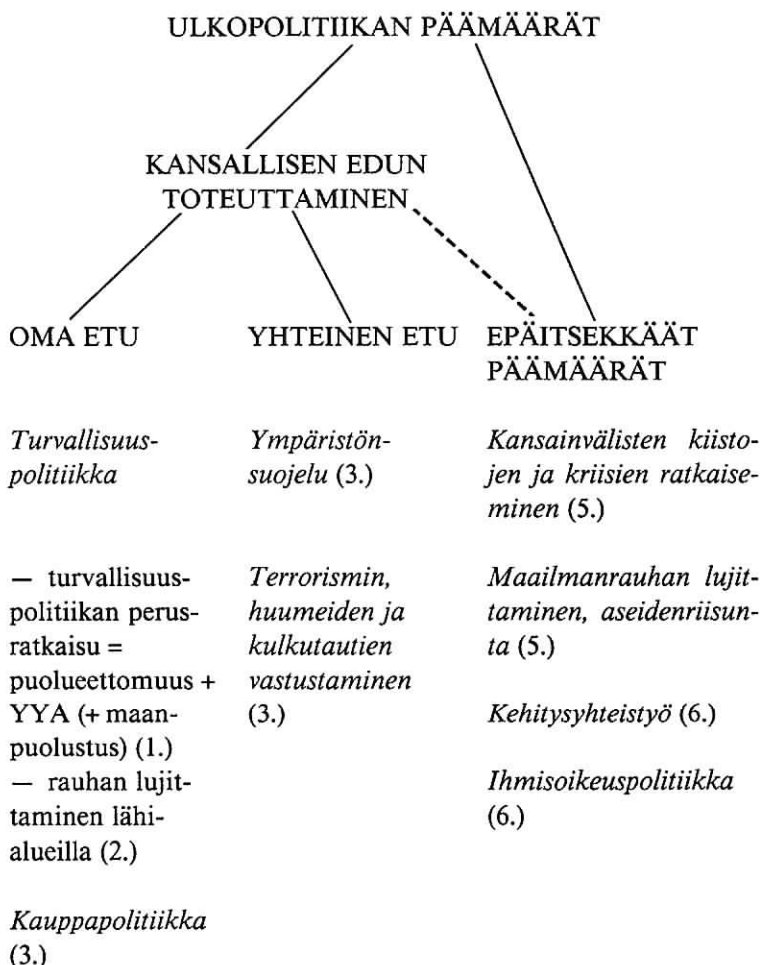 ULKOPOLITIIKAN PÄÄMÄÄRÄT
KANSALLISEN EDUN
TOTEUTTAMINEN
OMA ETU
Turvallisuus-
politiikka
— turvallisuus-
politiikan perus-
ratkaisu =
puolueettomuus +
YYA (+ maan-
puolustus) (1.)
— rauhan lujit-
taminen lähi-
alueilla (2.)
Kauppapolitiikka
(3.)
YHTEINEN ETU
Ympäristön-
suojelu (3.)
Terrorismin,
huumeiden ja
kulkutautien
vastustaminen
(3.)
EPÄITSEKKÄÄT
PÄÄMÄÄRÄT
Kansainvälisten kiisto-
jen ja kriisien ratkaise-
minen (5.)
Maailmanrauhan lujit-
taminen, aseidenriisun-
ta (5.)
Kehitysyhteistyö (6.)
Ihmisoikeuspolitiikka
(6.)